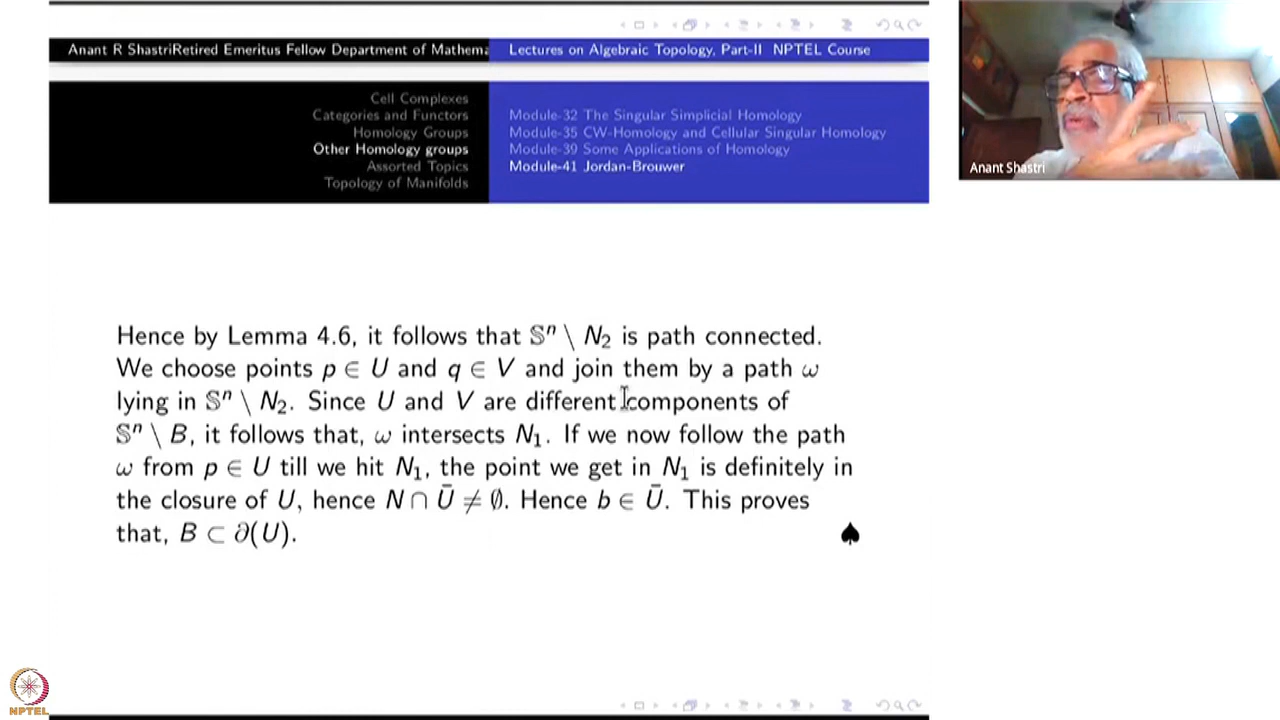 Anant R ShastriRetired Emeritus Fellow Department of Mathema
Lectures on Algebraic Topology, Part-II NPTEL Course
Cell Complexes
Categories and Functors
Homology Groups
Other Homology groups
Assorted Topics
Topology of Manifolds
Module-32 The Singular Simplicial Homology
Module-35 CW-Homology and Cellular Singular Homology
Module-39 Some Applications of Homology
Module-41 Jordan-Brouwer
Anant Shastri
Hence by Lemma 4.6, it follows that 𝕊ⁿ \ N₂ is path connected.
We choose points p ∈ U and q ∈ V and join them by a path ω
lying in 𝕊ⁿ \ N₂. Since U and V are different components of
𝕊ⁿ \ B, it follows that, ω intersects N₁. If we now follow the path
ω from p ∈ U till we hit N₁, the point we get in N₁ is definitely in
the closure of U, hence N ∩ Ū ≠ ∅. Hence b ∈ Ū. This proves
that, B ⊂ ∂(U).
NPTEL